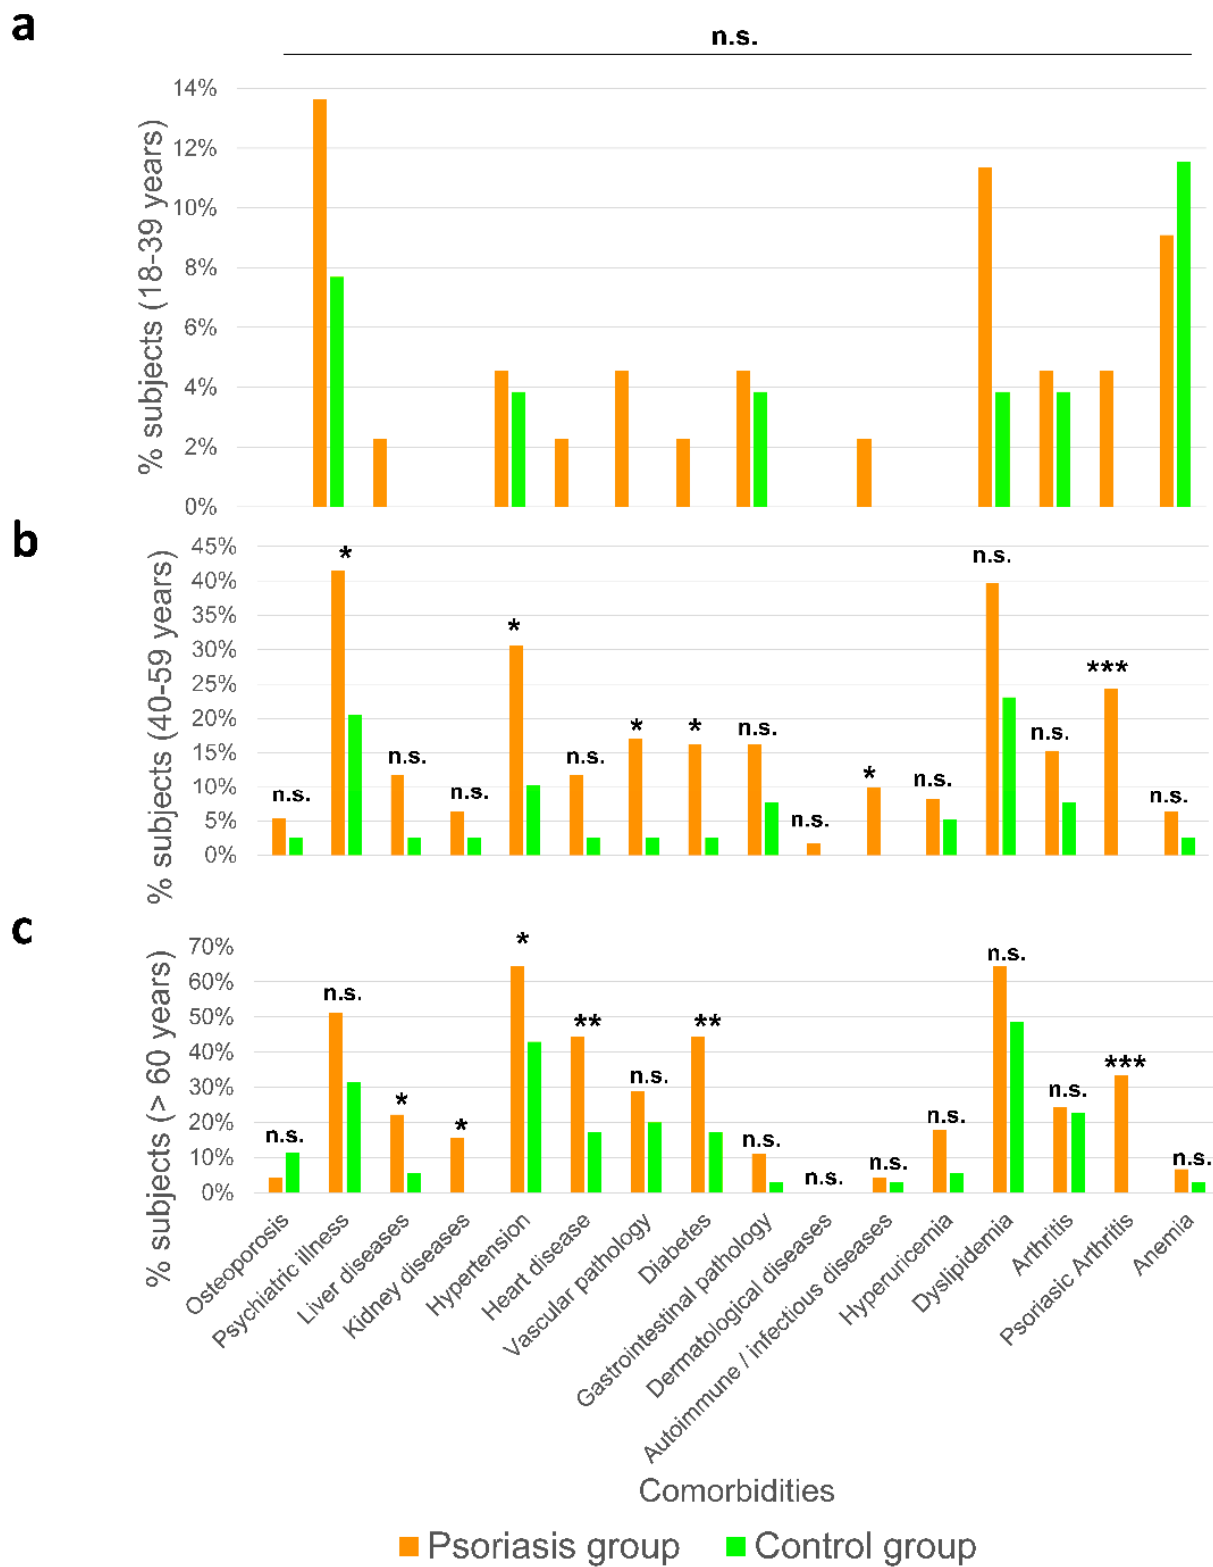 a
n.s.
% subjects (18-39 years)
14%
12%
10%
8%
6%
4%
2%
0%
b
% subjects (40-59 years)
45%
40%
35%
30%
25%
20%
15%
10%
5%
0%
n.s.
*
n.s.
n.s.
*
n.s.
*
*
n.s.
n.s.
*
n.s.
n.s.
n.s.
***
n.s.
c
% subjects (> 60 years)
70%
60%
50%
40%
30%
20%
10%
0%
n.s.
n.s.
*
*
*
**
n.s.
**
n.s.
n.s.
n.s.
n.s.
n.s.
n.s.
***
n.s.
Osteoporosis
Psychiatric illness
Liver diseases
Kidney diseases
Hypertension
Heart disease
Vascular pathology
Diabetes
Gastrointestinal pathology
Dermatological diseases
Autoimmune / infectious diseases
Hyperuricemia
Dyslipidemia
Arthritis
Psoriasic Arthritis
Anemia
Comorbidities
Psoriasis group
Control group